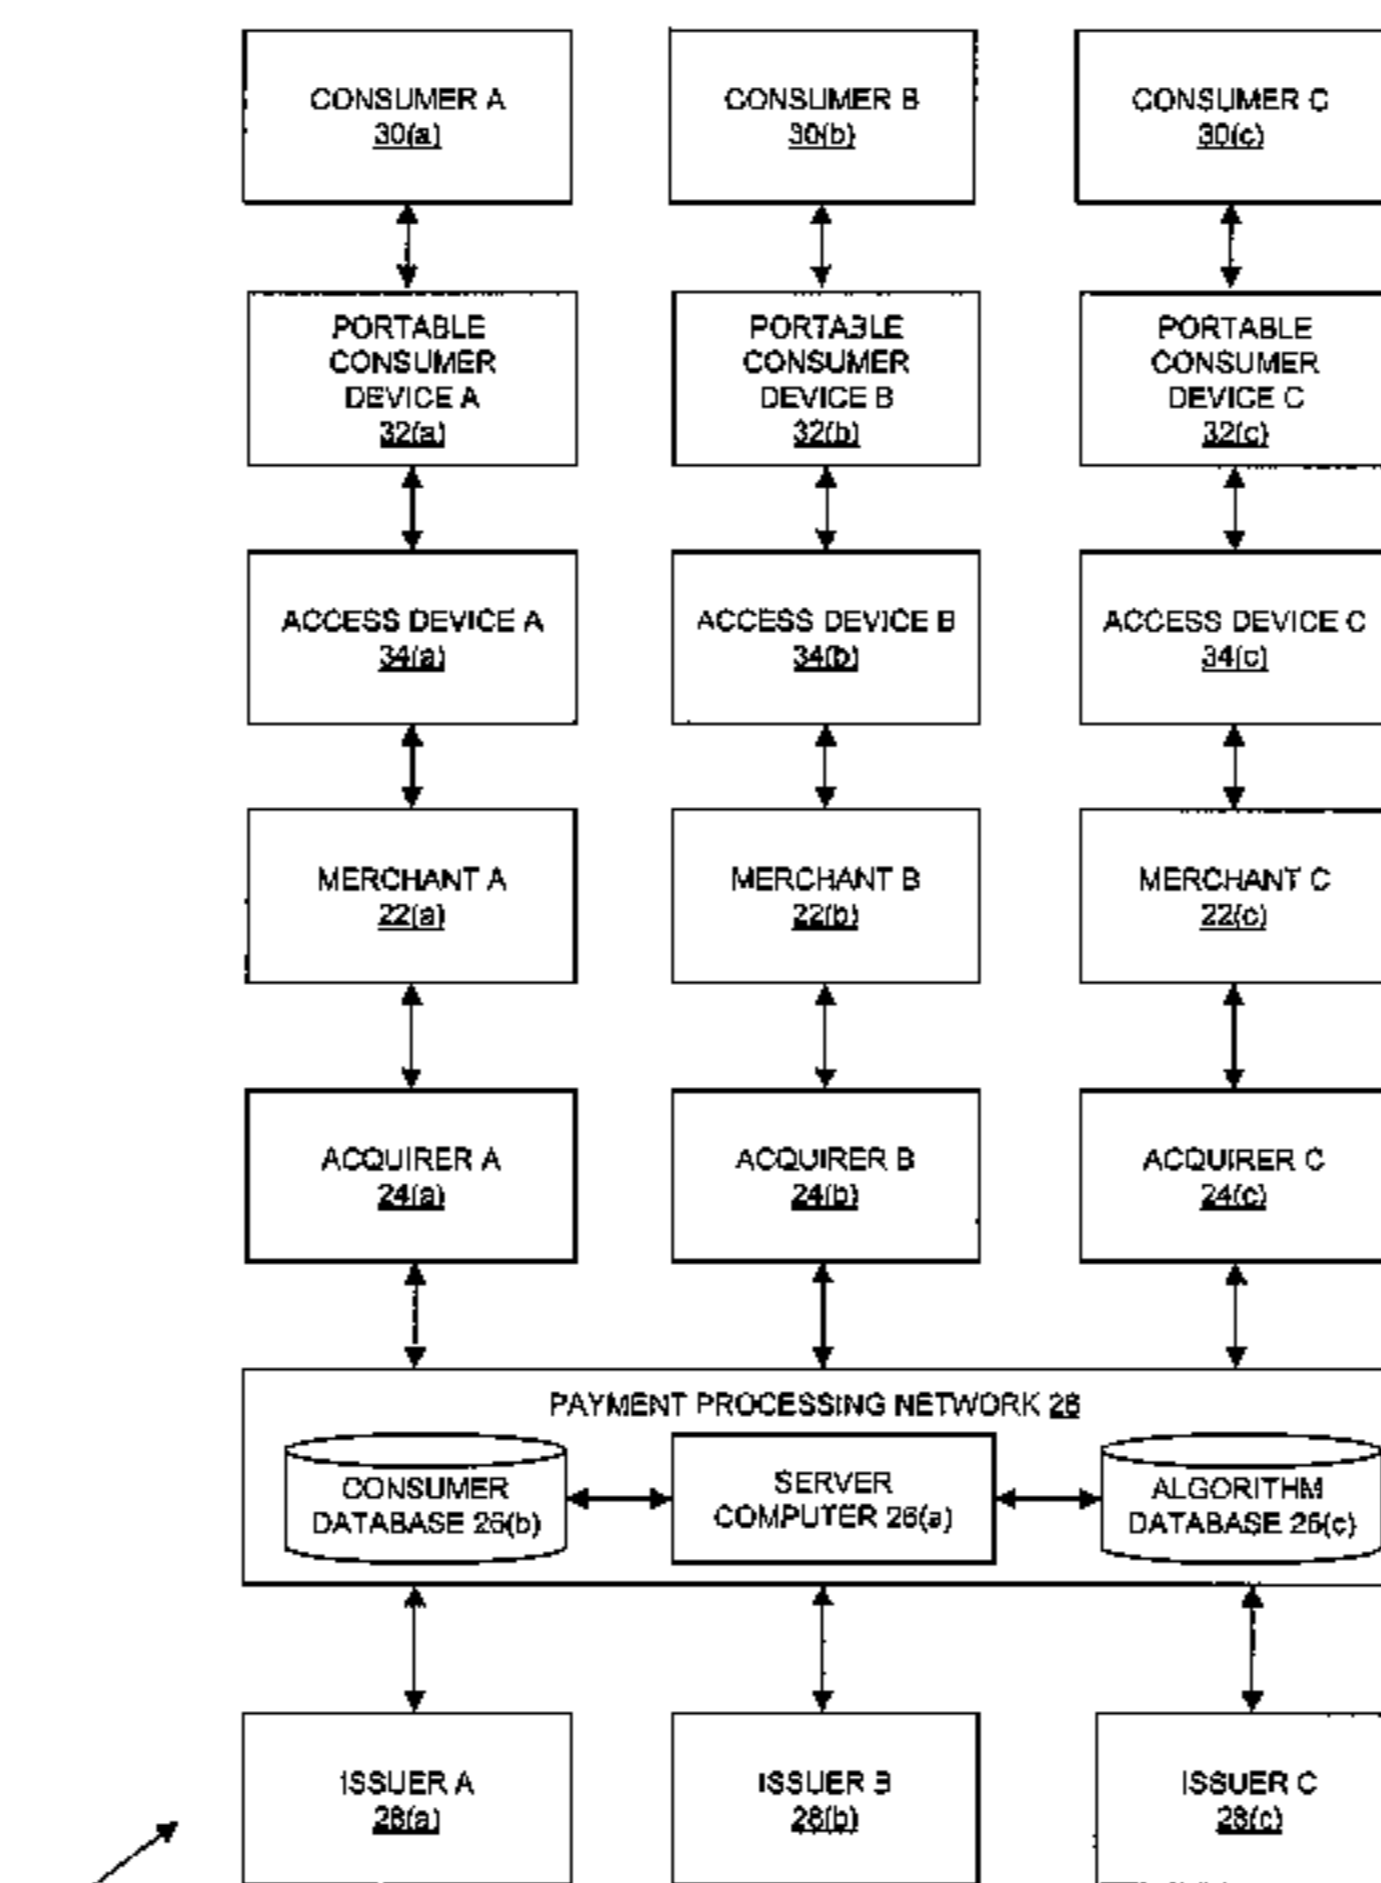 CONSUMER A
30(a)
CONSUMER B
30(b)
CONSUMER C
30(c)
PORTABLE
CONSUMER
DEVICE A
32(a)
PORTABLE
CONSUMER
DEVICE B
32(b)
PORTABLE
CONSUMER
DEVICE C
32(c)
ACCESS DEVICE A
34(a)
ACCESS DEVICE B
34(b)
ACCESS DEVICE C
34(c)
MERCHANT A
22(a)
MERCHANT B
22(b)
MERCHANT C
22(c)
ACQUIRER A
24(a)
ACQUIRER B
24(b)
ACQUIRER C
24(c)
PAYMENT PROCESSING NETWORK 26
CONSUMER
DATABASE 26(b)
SERVER
COMPUTER 26(a)
ALGORITHM
DATABASE 26(c)
ISSUER A
28(a)
ISSUER B
28(b)
ISSUER C
28(c)